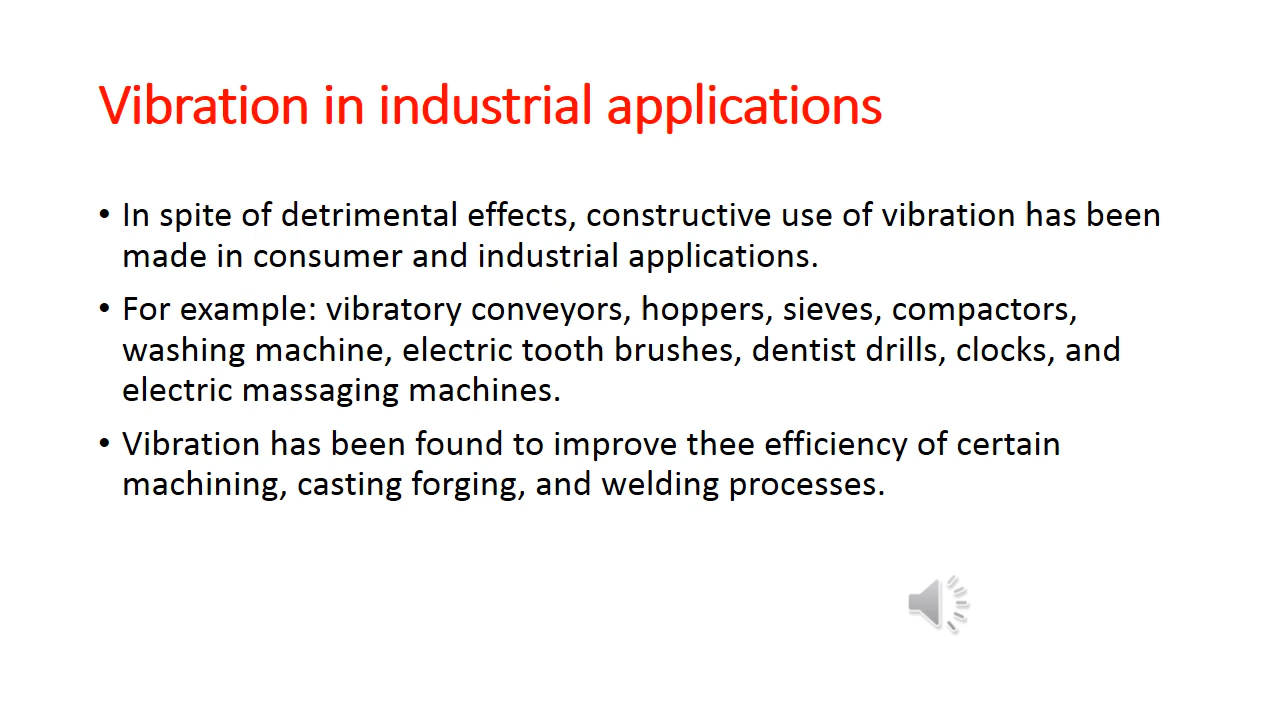 Vibration in industrial applications
• In spite of detrimental effects, constructive use of vibration has been
made in consumer and industrial applications.
• For example: vibratory conveyors, hoppers, sieves, compactors,
washing machine, electric tooth brushes, dentist drills, clocks, and
electric massaging machines.
• Vibration has been found to improve thee efficiency of certain
machining, casting forging, and welding processes.